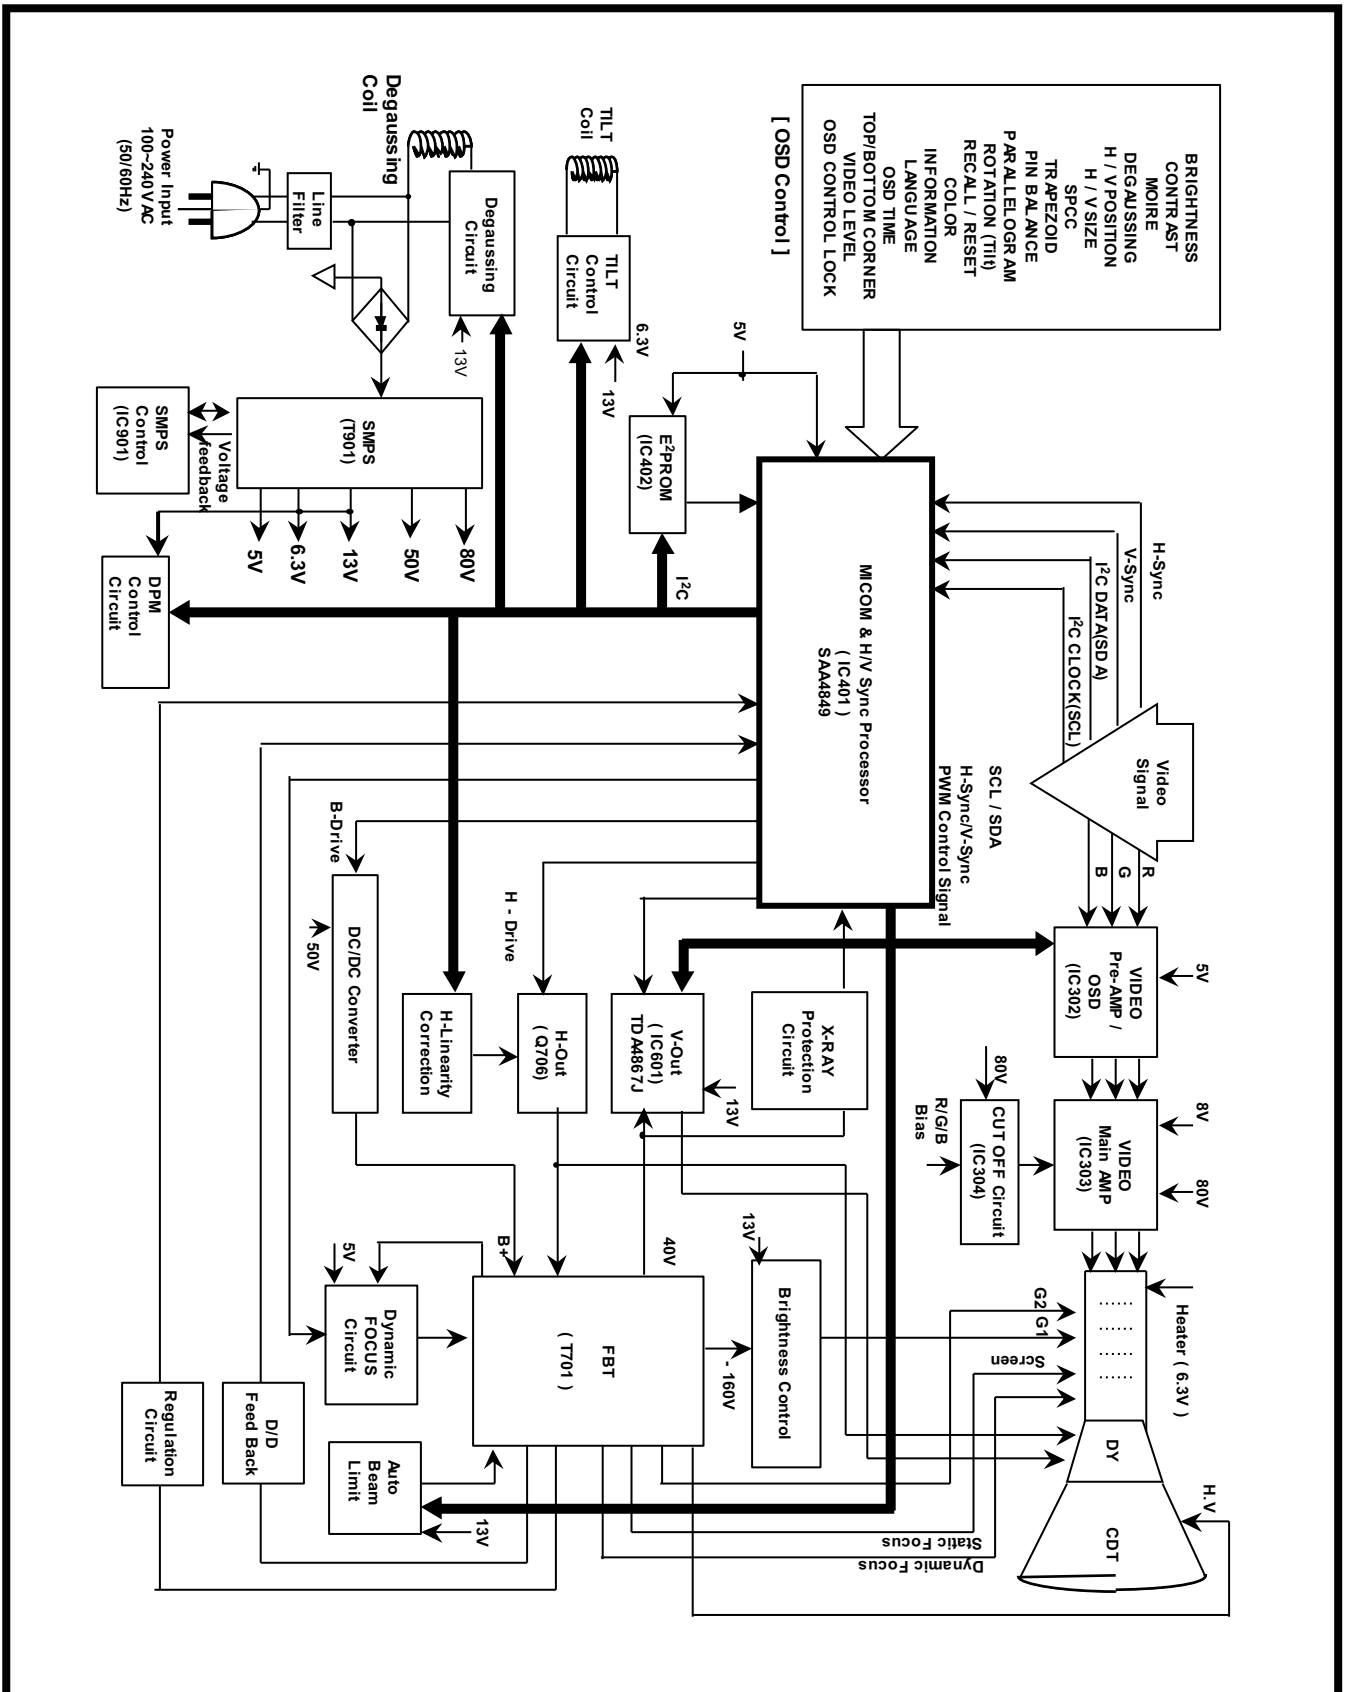 BRIGHTNESS
CONTRAST
MOIRE
DEGAUSSING
H / V POSITION
H / V SIZE
SPCC
TRAPEZOID
PIN BALANCE
PARALLELOGRAM
ROTATION (Tilt)
RECALL / RESET
COLOR
INFORMATION
LANGUAGE
OSD TIME
TOP/BOTTOM CORNER
VIDEO LEVEL
OSD CONTROL LOCK
[ OSD Control ]
H-Sync
V-Sync
I²C DATA(SDA)
I²C CLOCK(SCL)
Video
Signal
R
G
B
5V
VIDEO
Pre-AMP /
OSD
(IC302)
8V
80V
VIDEO
Main AMP
(IC303)
80V
CUT OFF Circuit
(IC304)
R/G/B
Bias
Heater ( 6.3V )
G2
G1
Screen
DY
H.V
CDT
SCL / SDA
H-Sync/V-Sync
PWM Control Signal
MICOM & H/V Sync Processor
( IC401 )
SAA4849
5V
E²PROM
(IC402)
I²C
TILT
Coil
TILT
Control
Circuit
6.3V
13V
Degaussing
Coil
Degaussing
Circuit
13V
Power Input
100~240VAC
(50/60Hz)
Line
Filter
SMPS
(T901)
SMPS
Control
(IC901)
Voltage
feedback
80V
50V
13V
6.3V
5V
DPM
Control
Circuit
X-RAY
Protection
Circuit
V-Out
( IC601)
TDA4867J
13V
H - Drive
H-Out
( Q706)
H-Linearity
Correction
B-Drive
DC/DC Converter
50V
13V
Brightness Control
40V
- 160V
B+
FBT
( T701 )
5V
Dynamic
FOCUS
Circuit
Auto
Beam
Limit
13V
D/D
Feed Back
Regulation
Circuit
Static Focus
Dynamic Focus